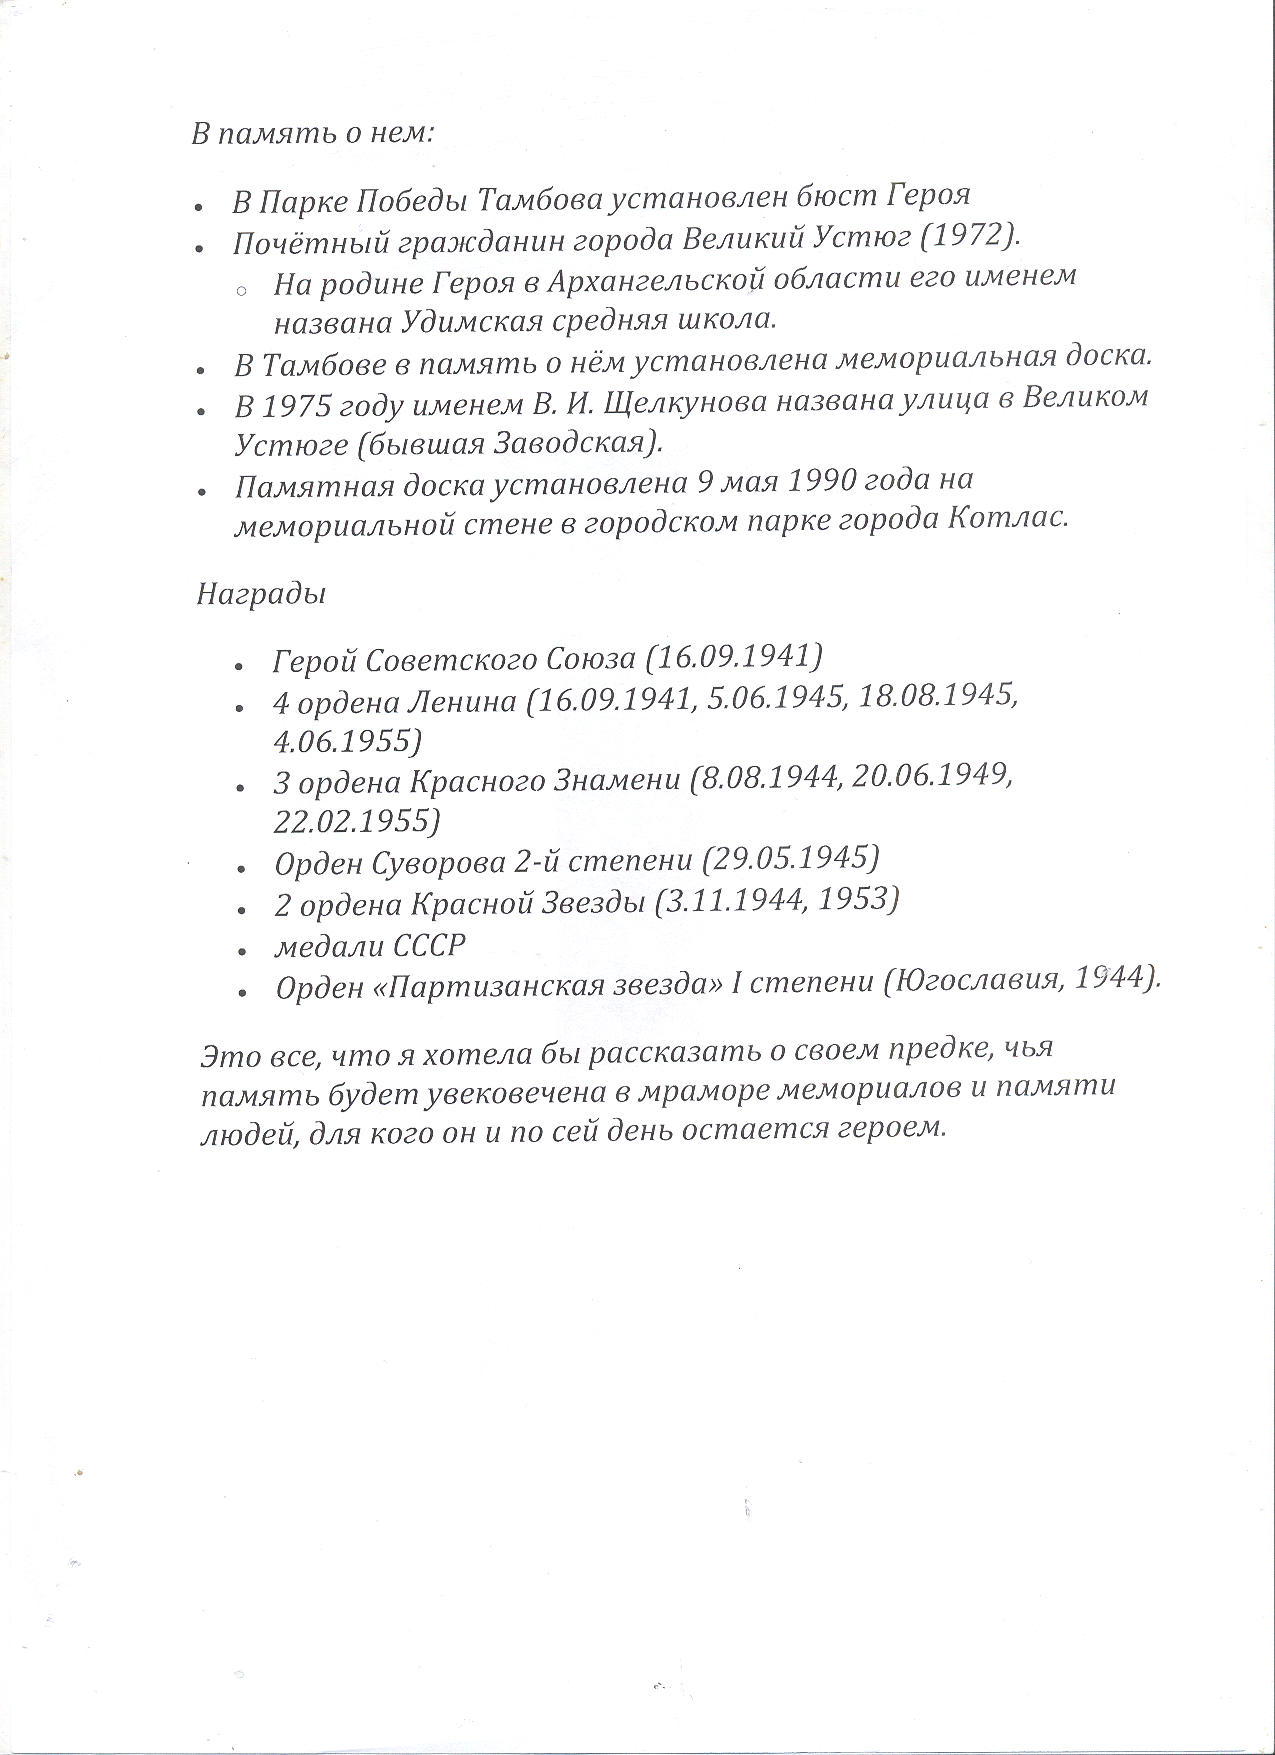 В память о нем:
• В Парке Победы Тамбова установлен бюст Героя
• Почётный гражданин города Великий Устюг (1972).
○ На родине Героя в Архангельской области его именем
названа Удимская средняя школа.
• В Тамбове в память о нём установлена мемориальная доска.
• В 1975 году именем В. И. Щелкунова названа улица в Великом
Устюге (бывшая Заводская).
• Памятная доска установлена 9 мая 1990 года на
мемориальной стене в городском парке города Котлас.
Награды
• Герой Советского Союза (16.09.1941)
• 4 ордена Ленина (16.09.1941, 5.06.1945, 18.08.1945,
4.06.1955)
• 3 ордена Красного Знамени (8.08.1944, 20.06.1949,
22.02.1955)
• Орден Суворова 2-й степени (29.05.1945)
• 2 ордена Красной Звезды (3.11.1944, 1953)
• медали СССР
• Орден «Партизанская звезда» I степени (Югославия, 1944).
Это все, что я хотела бы рассказать о своем предке, чья
память будет увековечена в мраморе мемориалов и памяти
людей, для кого он и по сей день остается героем.